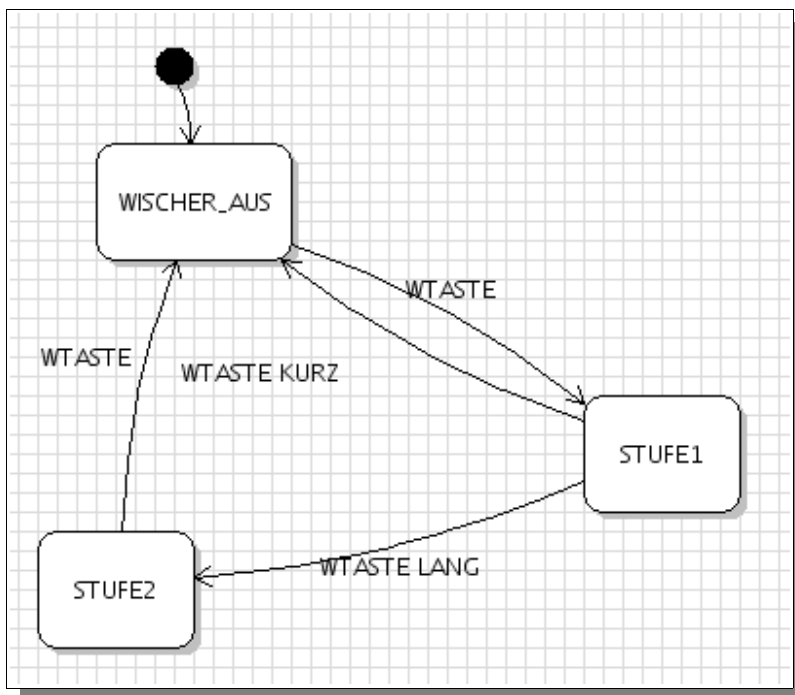 WISCHER_AUS
WTASTE
WTASTE
WTASTE KURZ
STUFE1
WTASTE LANG
STUFE2